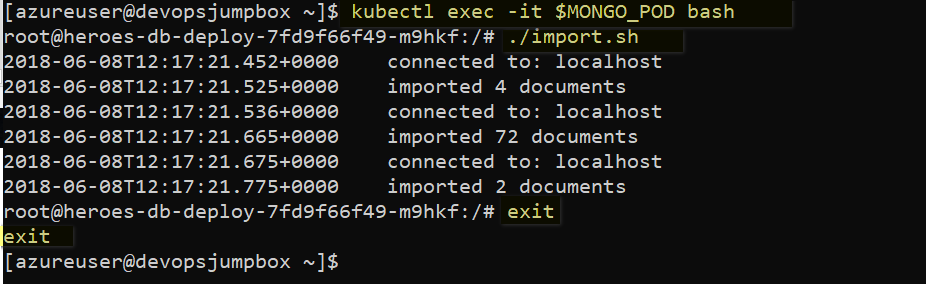 [azureuser@devopsjumpbox ~]$ kubectl exec -it $MONGO_POD bash
root@heroes-db-deploy-7fd9f66f49-m9hkf:/# ./import.sh
2018-06-08T12:17:21.452+0000    connected to: localhost
2018-06-08T12:17:21.525+0000    imported 4 documents
2018-06-08T12:17:21.536+0000    connected to: localhost
2018-06-08T12:17:21.665+0000    imported 72 documents
2018-06-08T12:17:21.675+0000    connected to: localhost
2018-06-08T12:17:21.775+0000    imported 2 documents
root@heroes-db-deploy-7fd9f66f49-m9hkf:/# exit
exit
[azureuser@devopsjumpbox ~]$